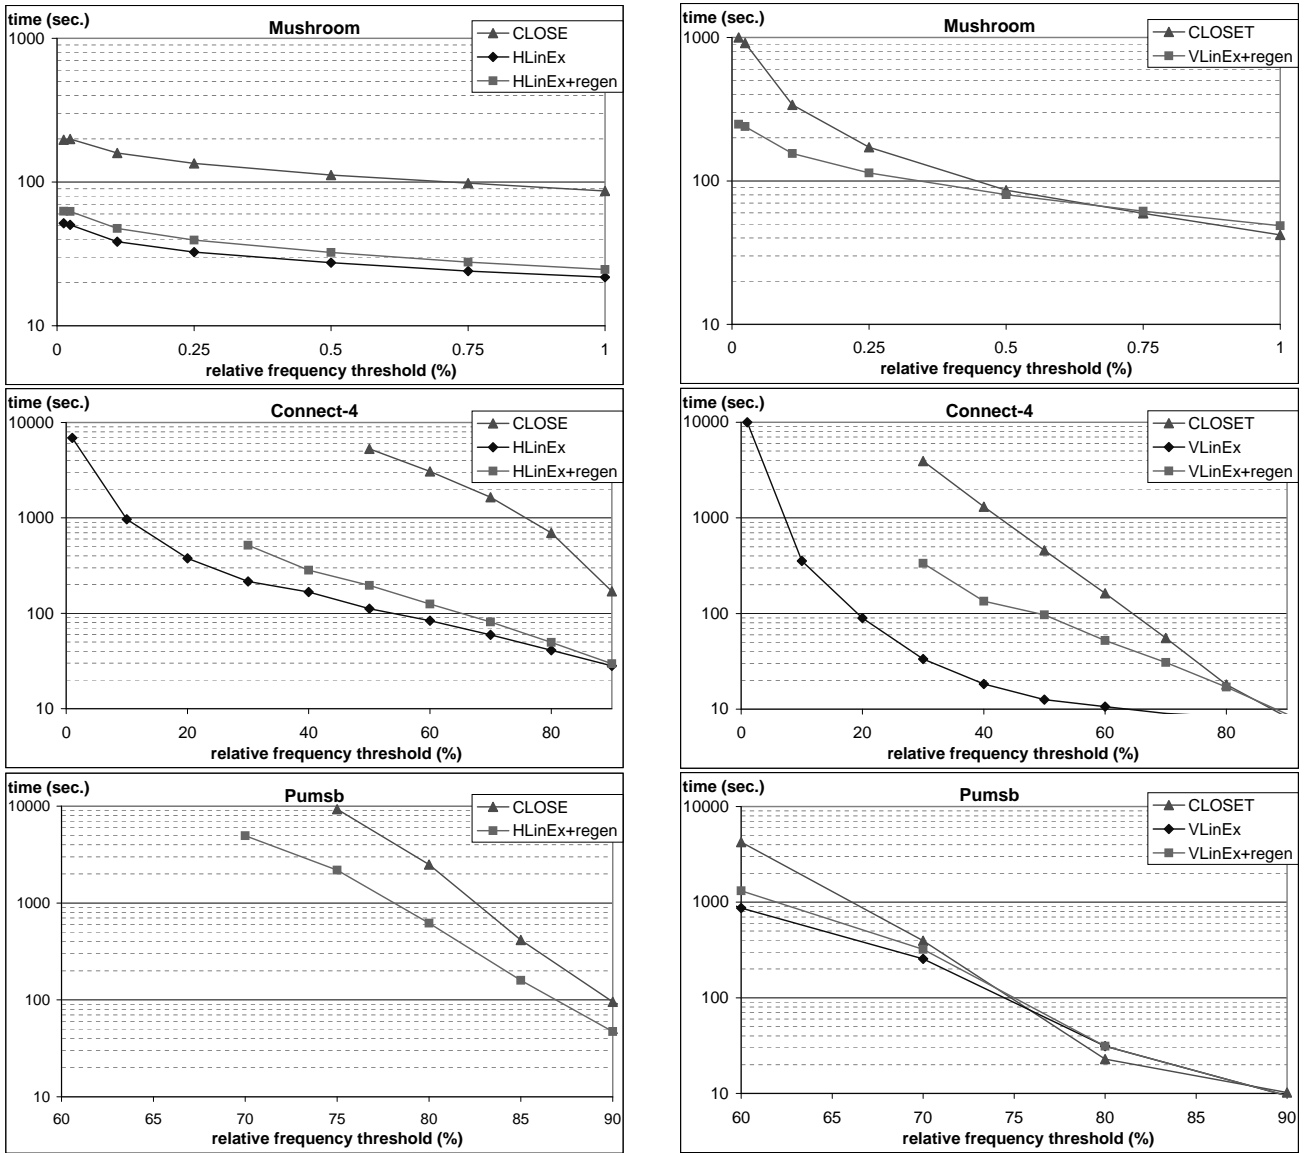 time (sec.)
Mushroom
CLOSE
HLinEx
HLinEx+regen
1000
100
10
0 0.25 0.5 0.75 1
relative frequency threshold (%)
time (sec.)
Mushroom
CLOSET
VLinEx+regen
1000
100
10
0 0.25 0.5 0.75 1
relative frequency threshold (%)
time (sec.)
Connect-4
CLOSE
HLinEx
HLinEx+regen
10000
1000
100
10
0 20 40 60 80
relative frequency threshold (%)
time (sec.)
Connect-4
CLOSET
VLinEx
VLinEx+regen
10000
1000
100
10
0 20 40 60 80
relative frequency threshold (%)
time (sec.)
Pumsb
CLOSE
HLinEx+regen
10000
1000
100
10
60 65 70 75 80 85 90
relative frequency threshold (%)
time (sec.)
Pumsb
CLOSET
VLinEx
VLinEx+regen
10000
1000
100
10
60 65 70 75 80 85 90
relative frequency threshold (%)